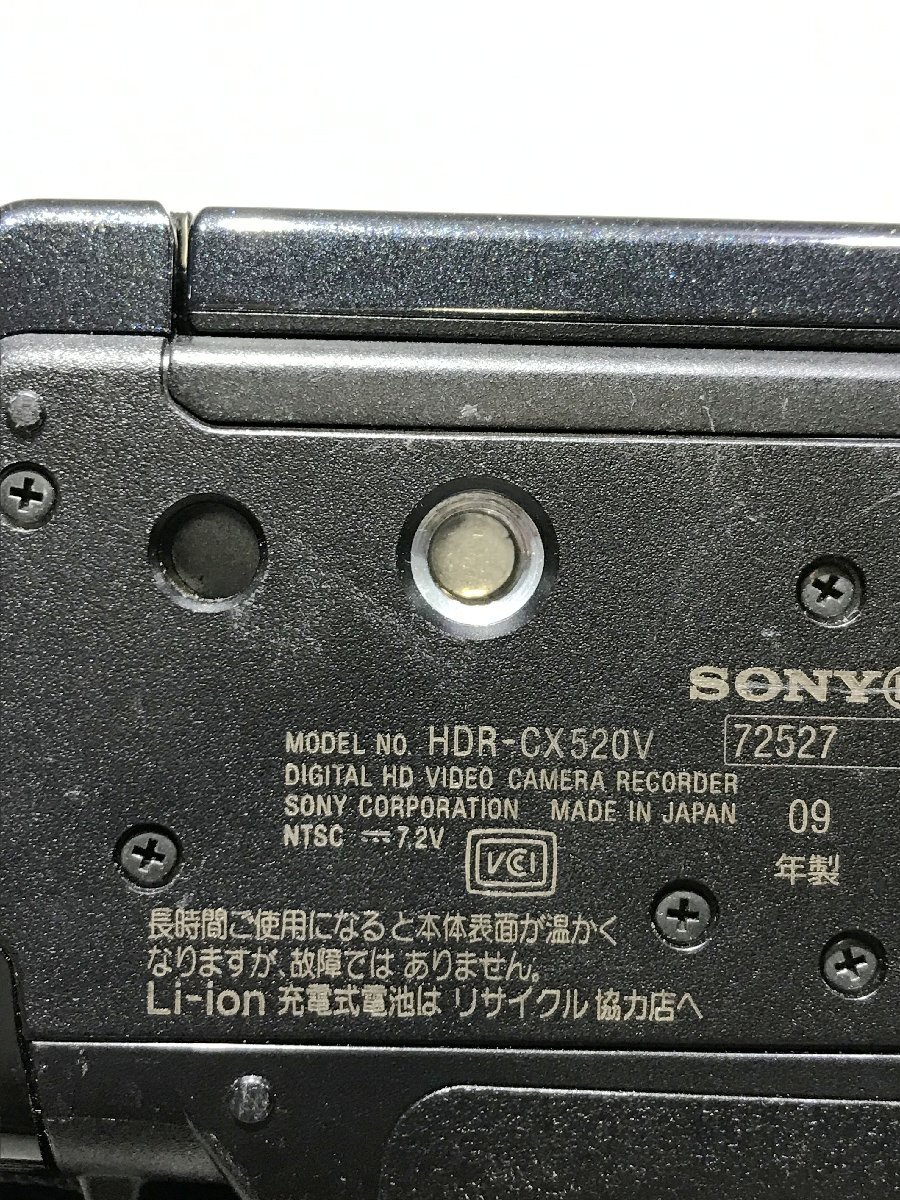 SONY
MODEL NO. HDR-CX520V 72527
DIGITAL HD VIDEO CAMERA RECORDER
SONY CORPORATION MADE IN JAPAN 09
NTSC ⎓7.2V VCI 年製
長時間ご使用になると本体表面が温かく
なりますが、故障では ありません。
Li-ion 充電式電池は リサイクル 協力店へ